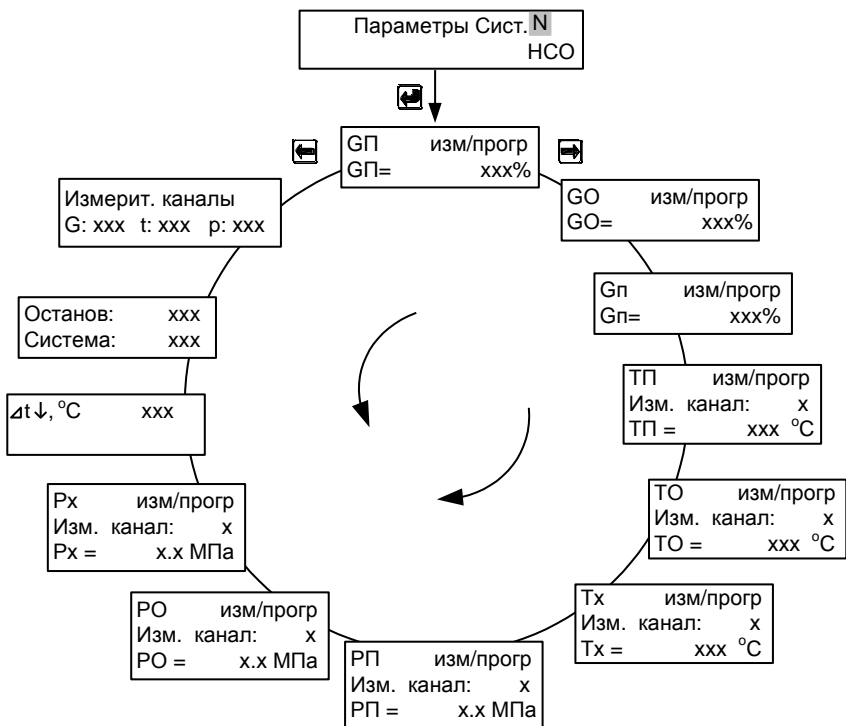 Параметры Сист. N
НСО
GП изм/прогр
GП= xxx%
GO изм/прогр
GO= xxx%
Gп изм/прогр
Gп= xxx%
ТП изм/прогр
Изм. канал: x
ТП = xxx °C
ТО изм/прогр
Изм. канал: x
ТО = xxx °C
Тх изм/прогр
Изм. канал: x
Тх = xxx °C
РП изм/прогр
Изм. канал: x
РП = x.x МПа
РО изм/прогр
Изм. канал: x
РО = x.x МПа
Рх изм/прогр
Изм. канал: x
Рх = x.x МПа
⊿t↓, °C xxx
Останов: xxx
Система: xxx
Измерит. каналы
G: xxx t: xxx p: xxx